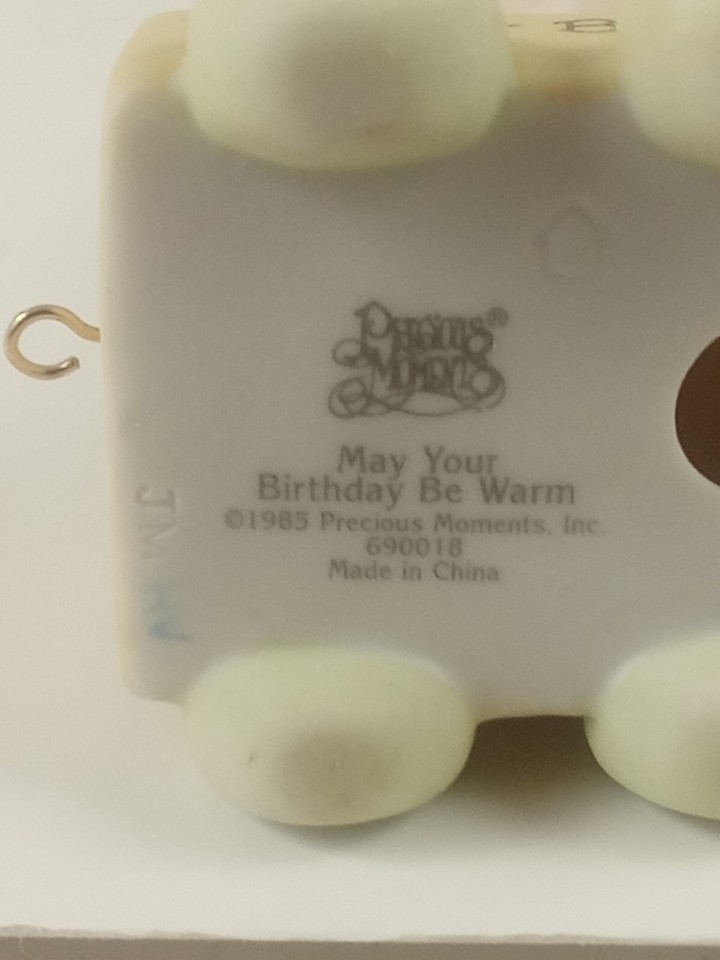 Precious®
Moments
May Your
Birthday Be Warm
©1985 Precious Moments, Inc.
690018
Made in China